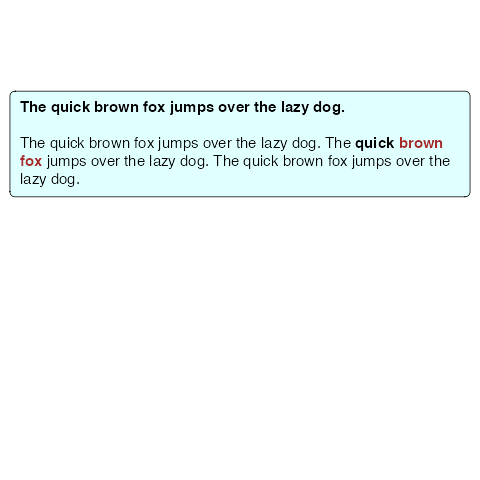 The quick brown fox jumps over the lazy dog.
The quick brown fox jumps over the lazy dog. The quick brown
fox jumps over the lazy dog. The quick brown fox jumps over the
lazy dog.